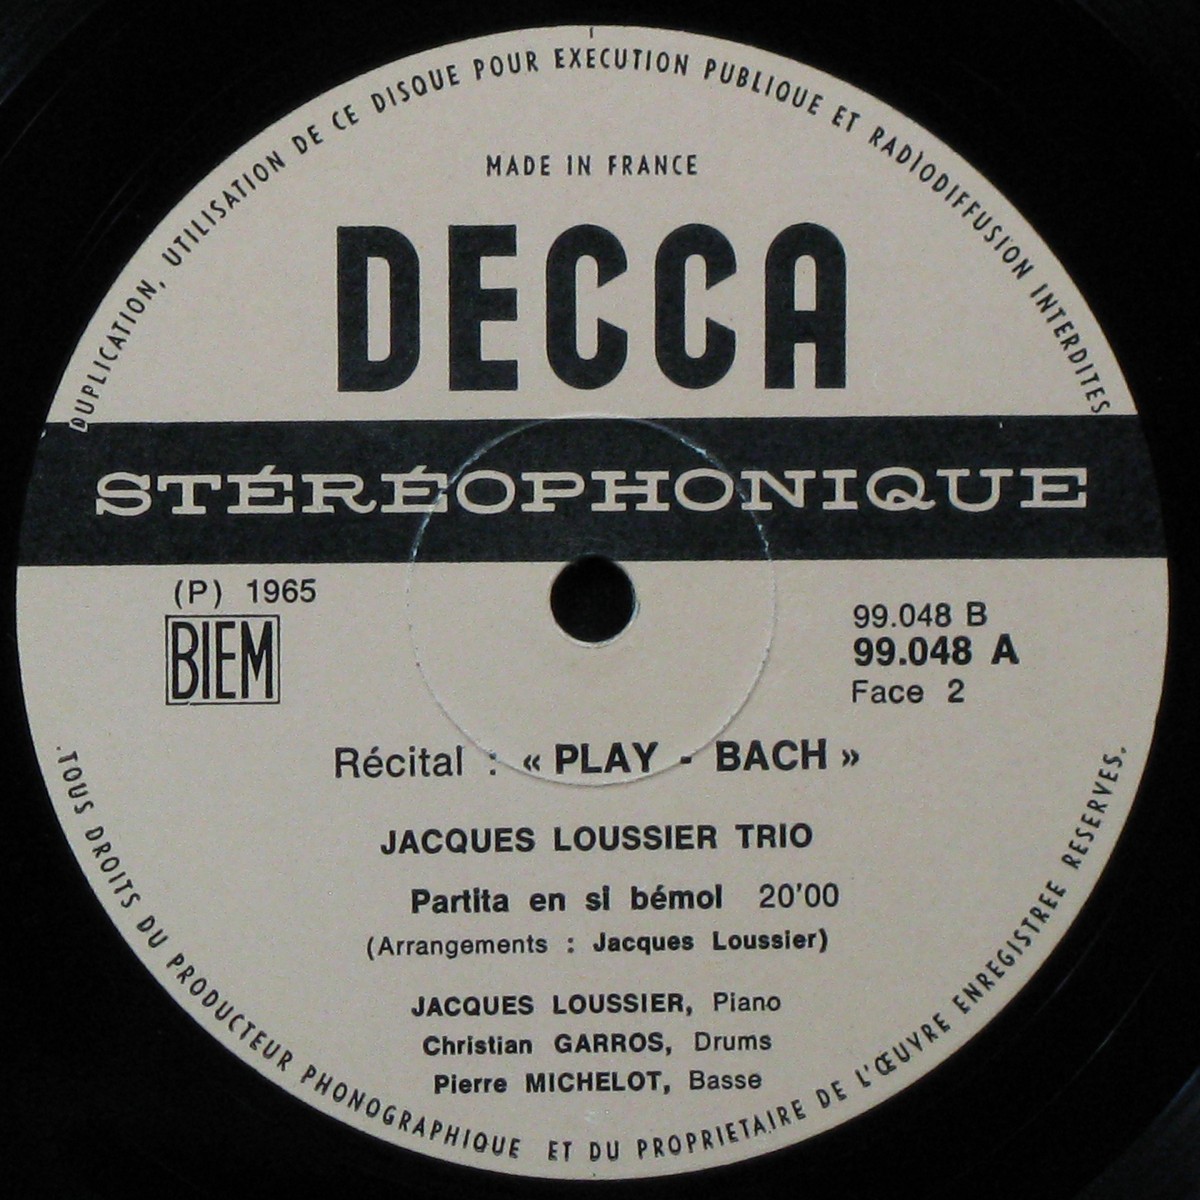 DUPLICATION, UTILISATION DE CE DISQUE POUR EXECUTION PUBLIQUE ET RADIODIFFUSION INTERDITES
MADE IN FRANCE
DECCA
STÉRÉOPHONIQUE
(P) 1965
BIEM
99.048 B
99.048 A
Face 2
Récital : « PLAY - BACH »
JACQUES LOUSSIER TRIO
Partita en si bémol 20'00
(Arrangements : Jacques Loussier)
JACQUES LOUSSIER, Piano
Christian GARROS, Drums
Pierre MICHELOT, Basse
.TOUS DROITS DU PRODUCTEUR PHONOGRAPHIQUE ET DU PROPRIETAIRE DE L'ŒUVRE ENREGISTREE RESERVES.